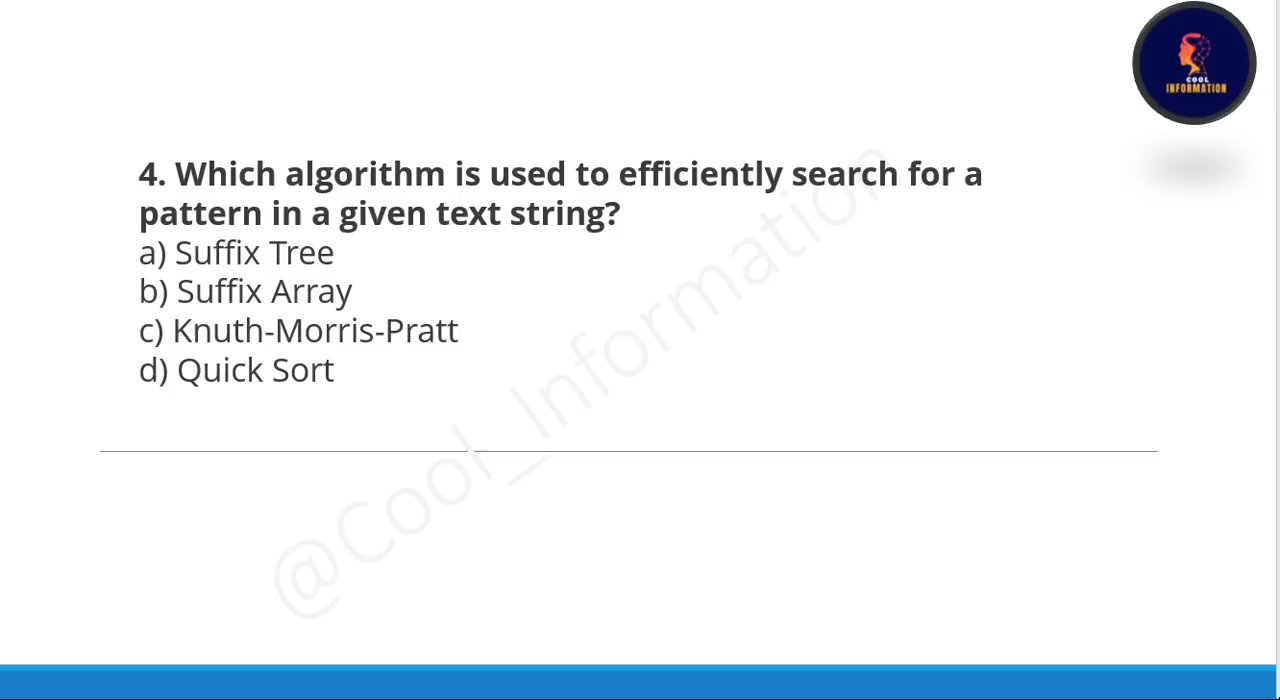 COOL
INFORMATION
4. Which algorithm is used to efficiently search for a
pattern in a given text string?
a) Suffix Tree
b) Suffix Array
c) Knuth-Morris-Pratt
d) Quick Sort
@Cool_Information